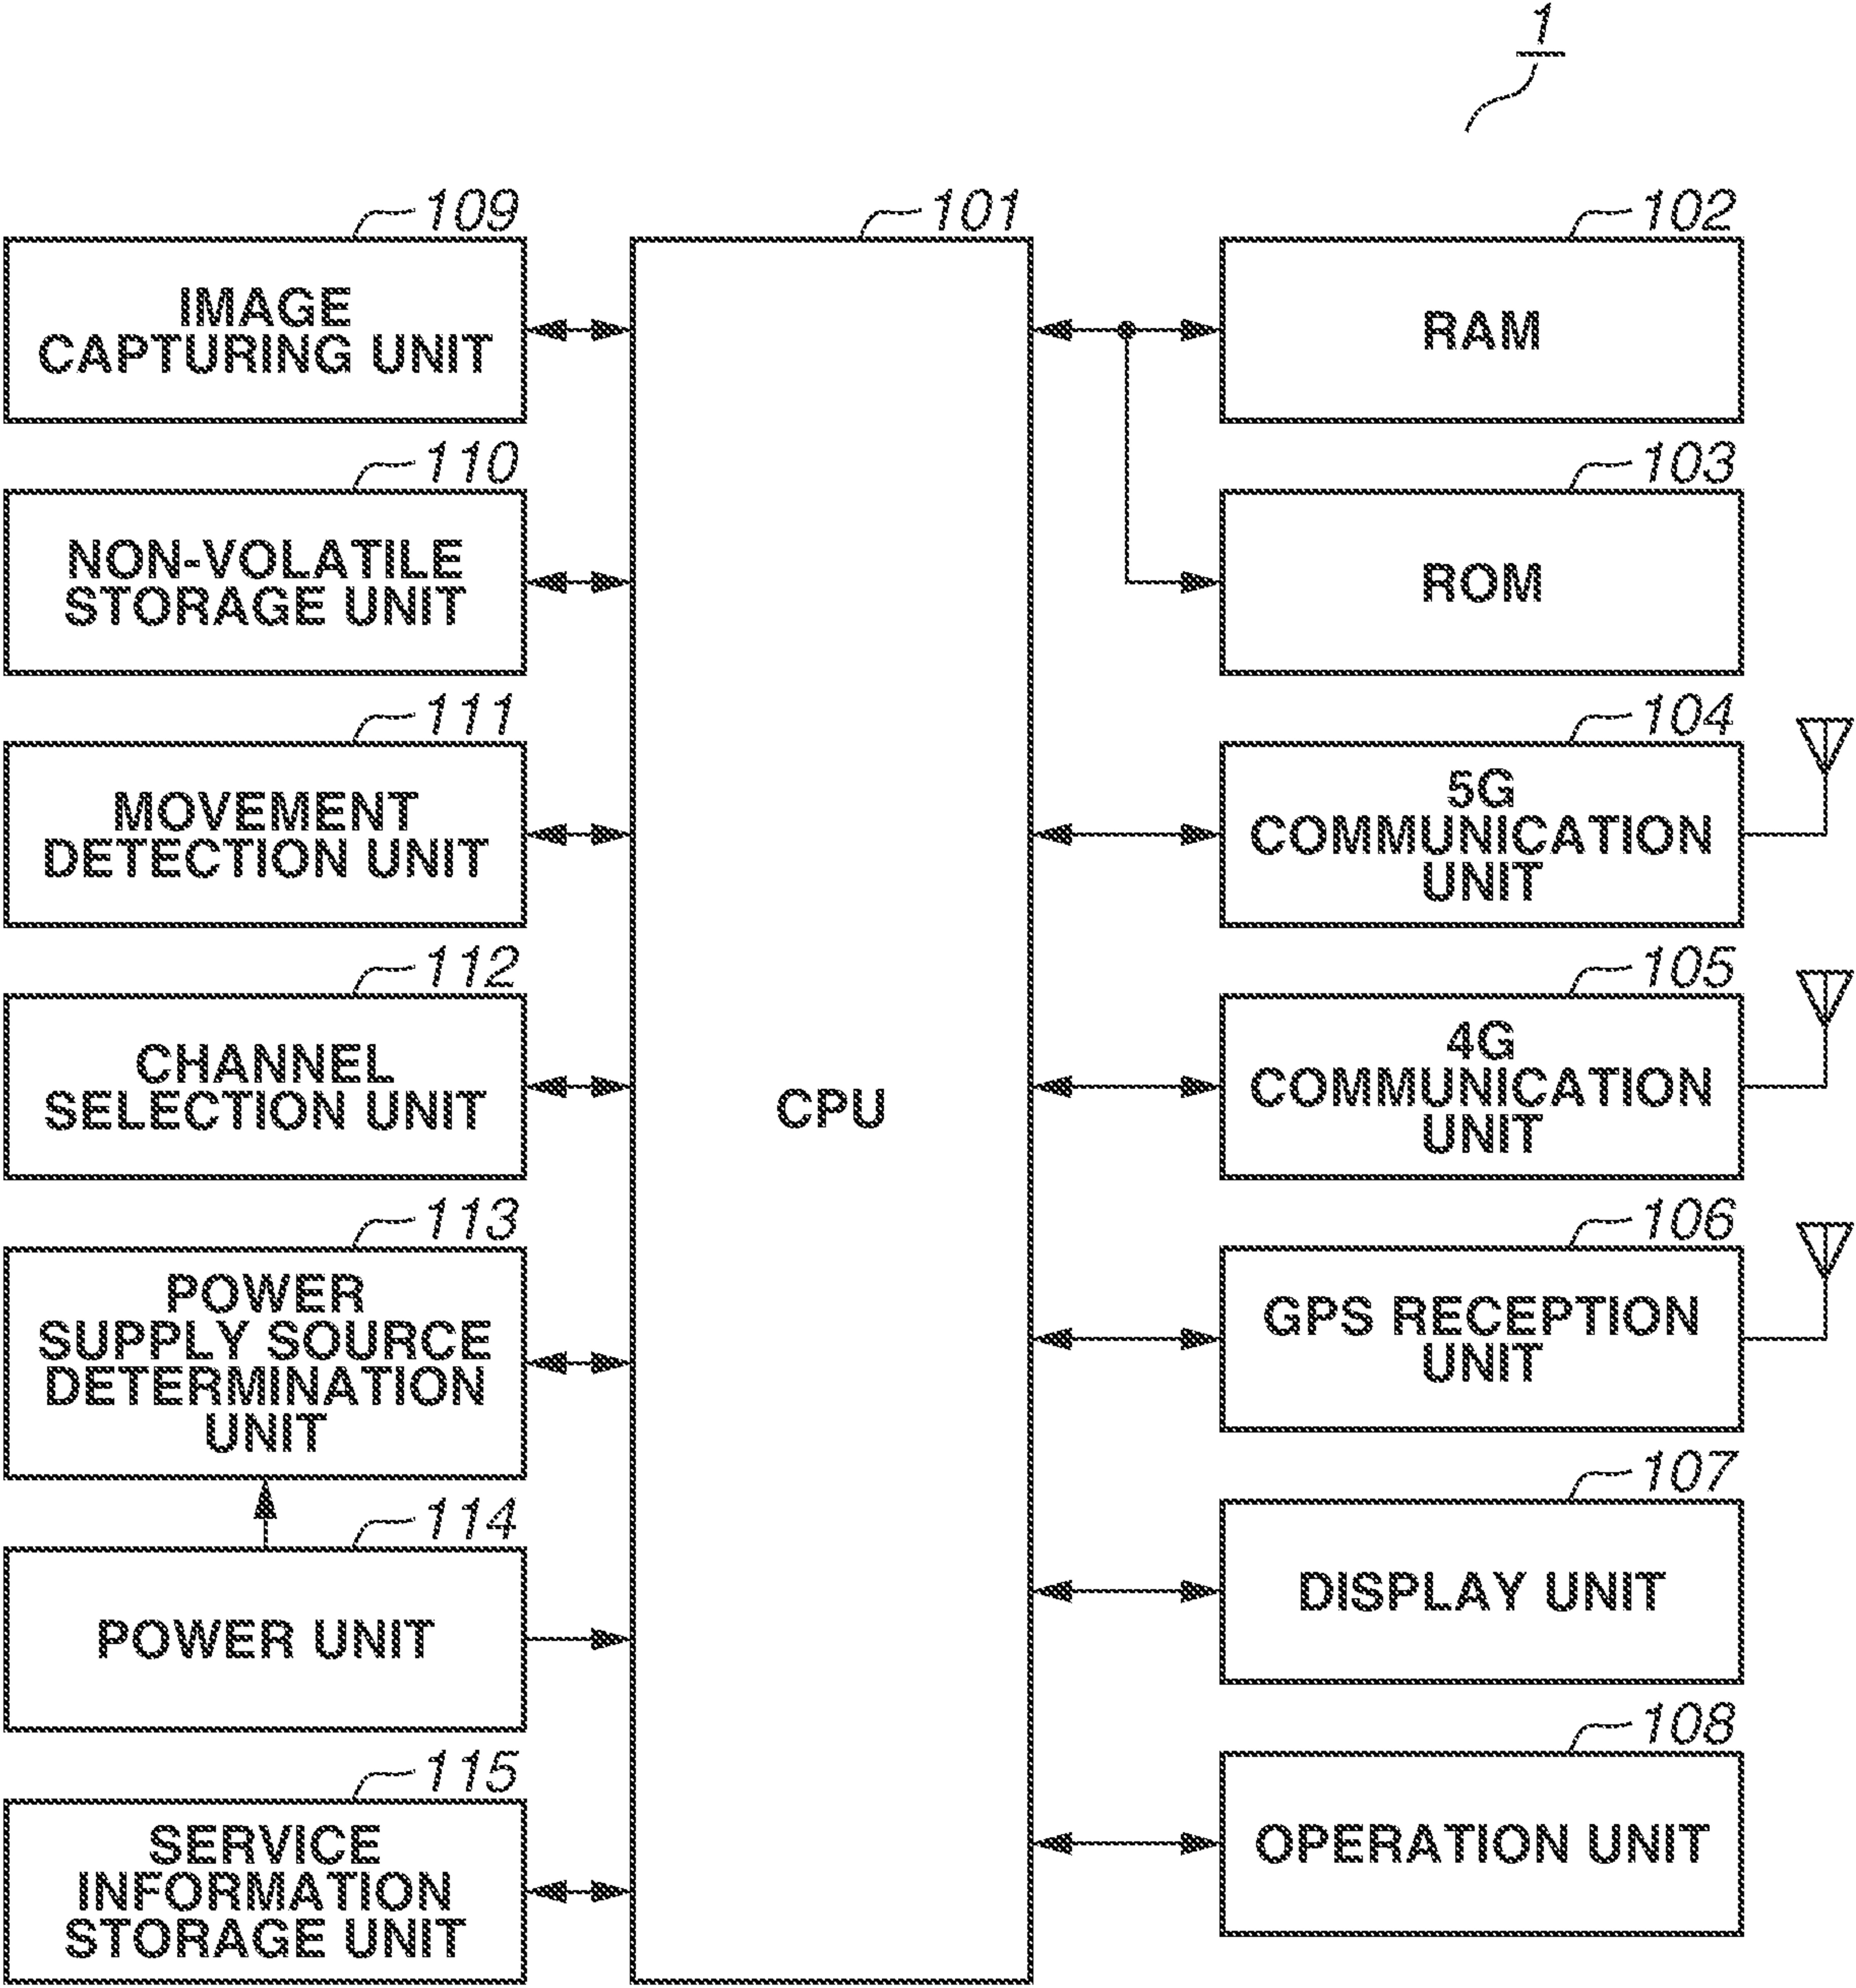 1
109
IMAGE
CAPTURING UNIT
110
NON-VOLATILE
STORAGE UNIT
111
MOVEMENT
DETECTION UNIT
112
CHANNEL
SELECTION UNIT
113
POWER
SUPPLY SOURCE
DETERMINATION
UNIT
114
POWER UNIT
115
SERVICE
INFORMATION
STORAGE UNIT
101
CPU
102
RAM
103
ROM
104
5G
COMMUNICATION
UNIT
105
4G
COMMUNICATION
UNIT
106
GPS RECEPTION
UNIT
107
DISPLAY UNIT
108
OPERATION UNIT